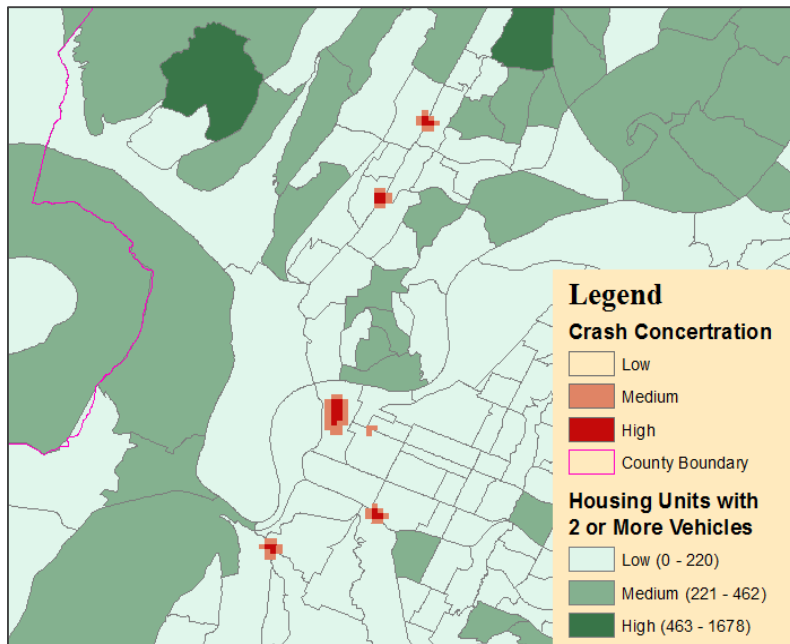 Legend
Crash Concertration
Low
Medium
High
County Boundary
Housing Units with
2 or More Vehicles
Low (0 - 220)
Medium (221 - 462)
High (463 - 1678)